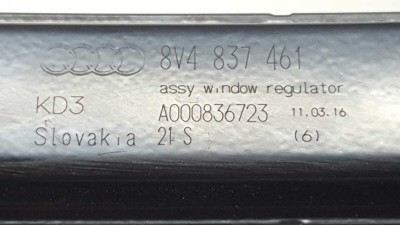 8V4 837 461
assy window regulator
KD3 A000836723 11.03.16
Slovakia 21-S (6)